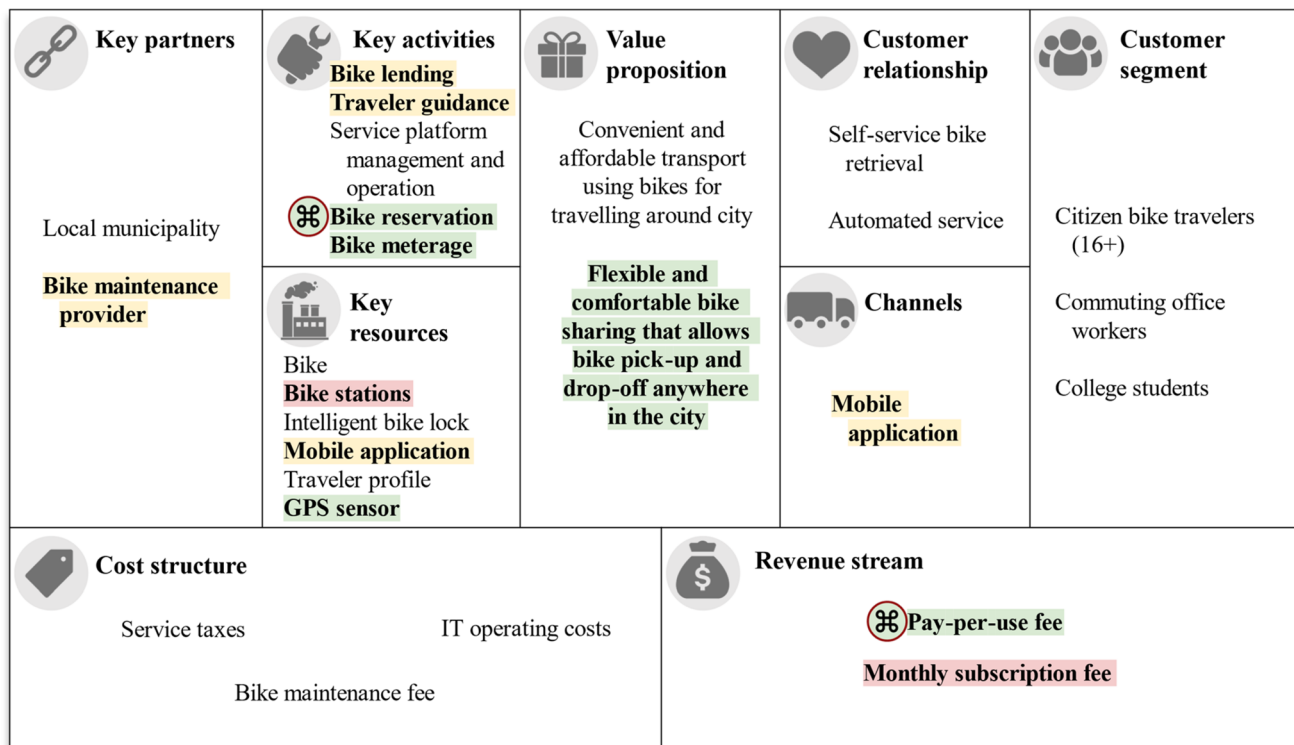 Key partners
Local municipality
Bike maintenance
provider
Key activities
Bike lending
Traveler guidance
Service platform
management and
operation
⌘ Bike reservation
Bike meterage
Key
resources
Bike
Bike stations
Intelligent bike lock
Mobile application
Traveler profile
GPS sensor
Value
proposition
Convenient and
affordable transport
using bikes for
travelling around city
Flexible and
comfortable bike
sharing that allows
bike pick-up and
drop-off anywhere
in the city
Customer
relationship
Self-service bike
retrieval
Automated service
Channels
Mobile
application
Customer
segment
Citizen bike travelers
(16+)
Commuting office
workers
College students
Cost structure
Service taxes
IT operating costs
Bike maintenance fee
Revenue stream
$
⌘ Pay-per-use fee
Monthly subscription fee